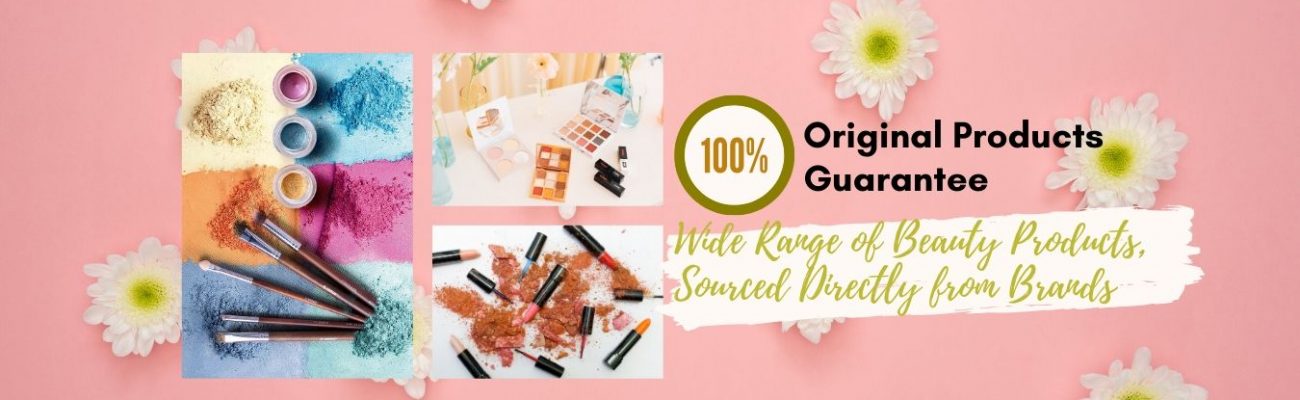 100%
Original Products
Guarantee
Wide Range of Beauty Products,
Sourced Directly from Brands